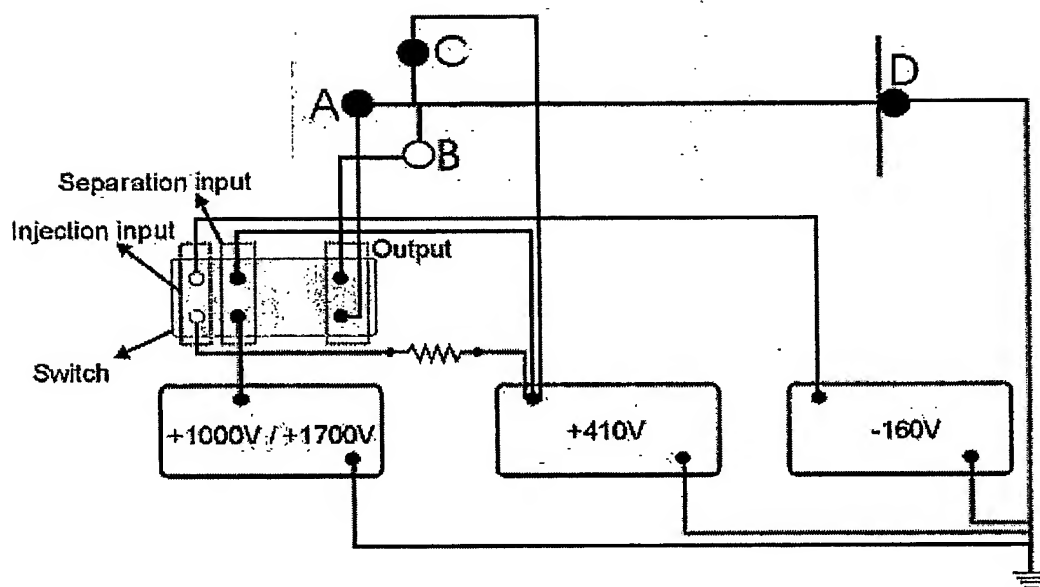 C
A
D
B
Separation input
Injection input
Output
Switch
+1000V / +1700V
+410V
-160V